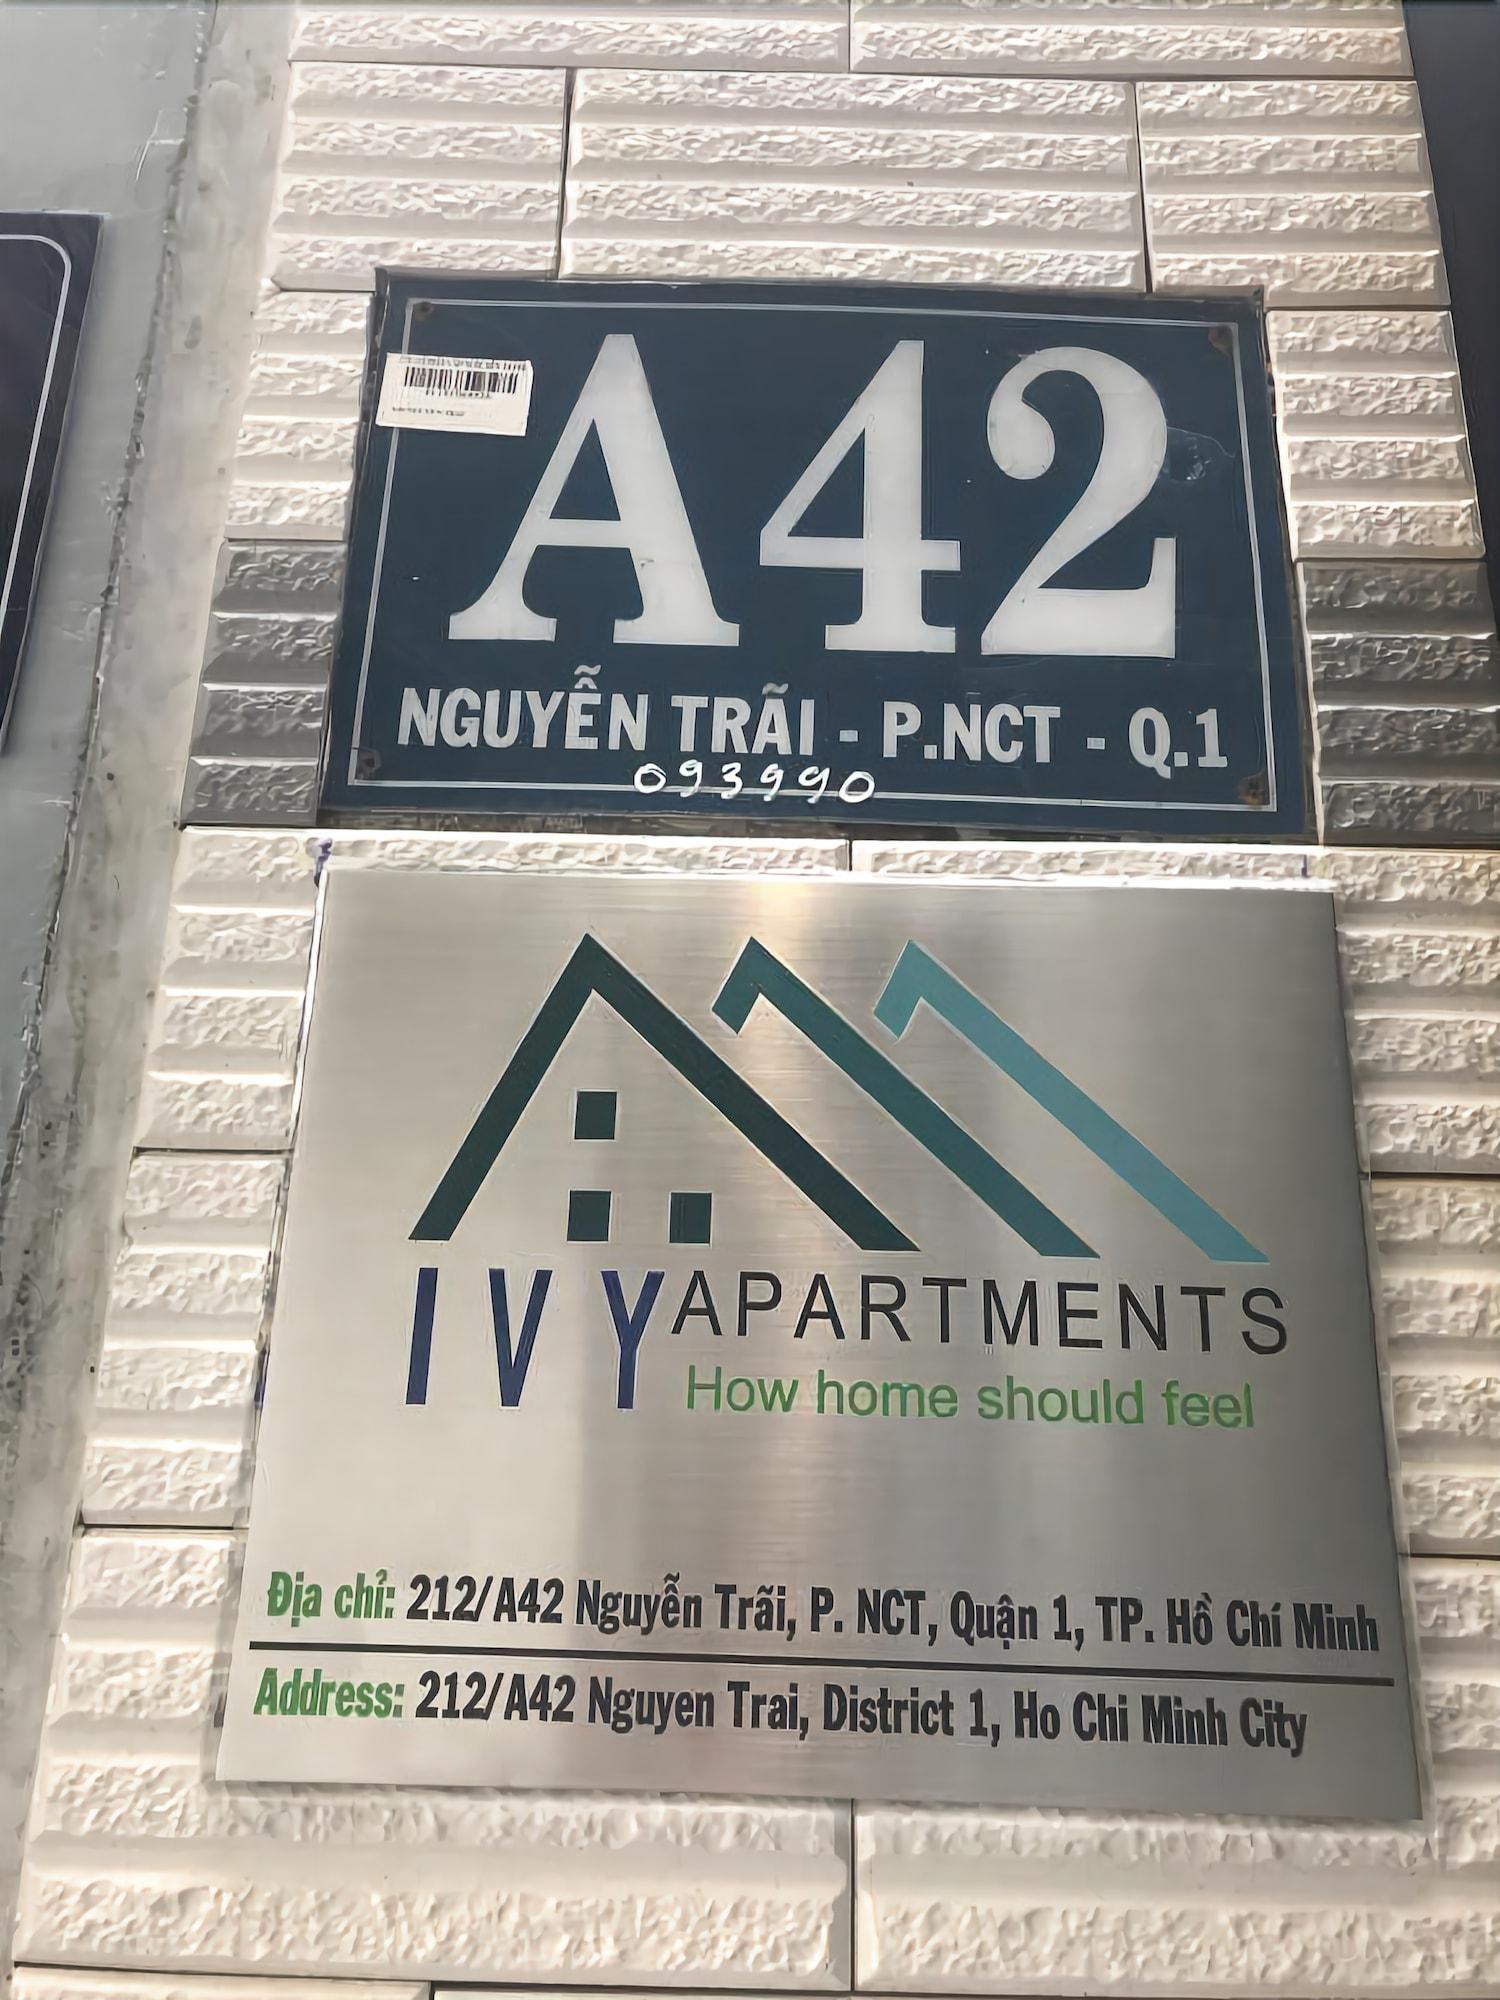 A42
NGUYỄN TRÃI - P.NCT - Q.1
093990
IVY APARTMENTS
How home should feel
Địa chỉ: 212/A42 Nguyễn Trãi, P. NCT, Quận 1, TP. Hồ Chí Minh
Address: 212/A42 Nguyen Trai, District 1, Ho Chi Minh City